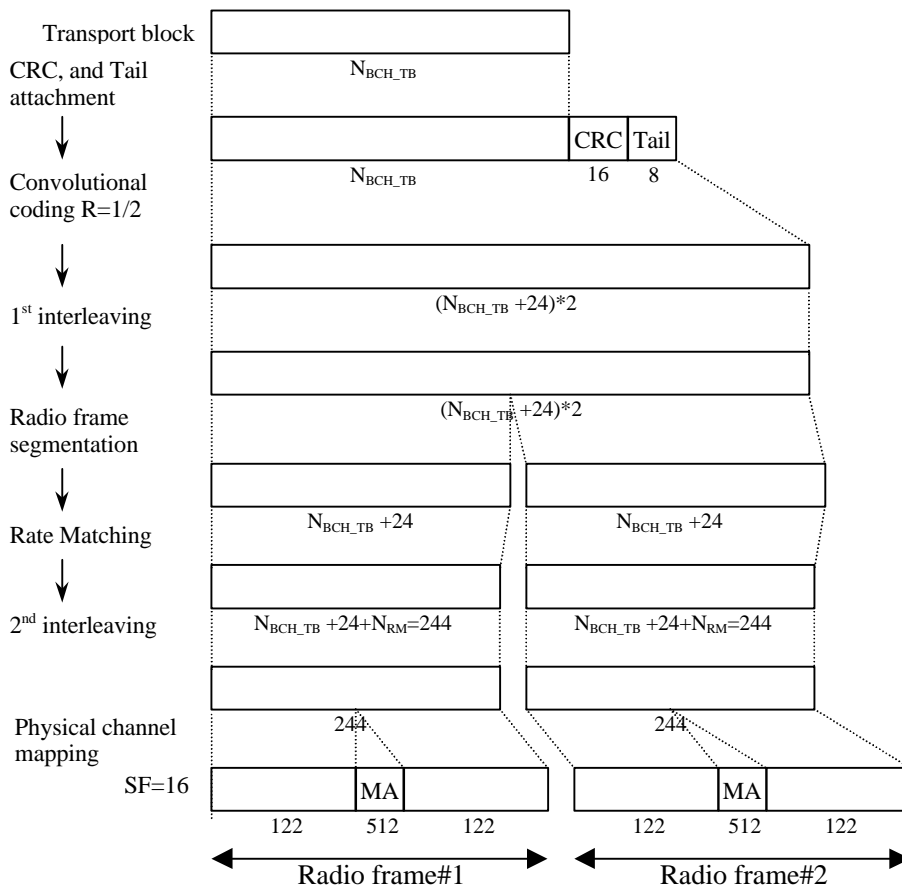 Transport block
N_BCH_TB
CRC, and Tail
attachment
CRC Tail
N_BCH_TB 16 8
Convolutional
coding R=1/2
(N_BCH_TB +24)*2
1st interleaving
(N_BCH_TB +24)*2
Radio frame
segmentation
N_BCH_TB +24 N_BCH_TB +24
Rate Matching
2nd interleaving
N_BCH_TB +24+N_RM=244 N_BCH_TB +24+N_RM=244
Physical channel
mapping
244 244
SF=16 MA MA
122 512 122 122 512 122
Radio frame#1 Radio frame#2